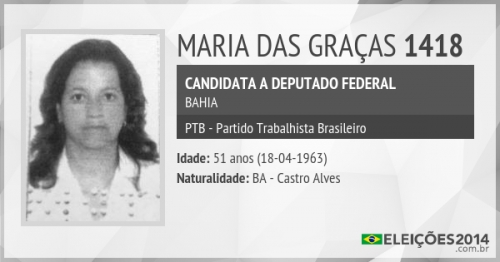 MARIA DAS GRAÇAS 1418
CANDIDATA A DEPUTADO FEDERAL
BAHIA
PTB - Partido Trabalhista Brasileiro
Idade: 51 anos (18-04-1963)
Naturalidade: BA - Castro Alves
ELEIÇÕES2014
.com.br